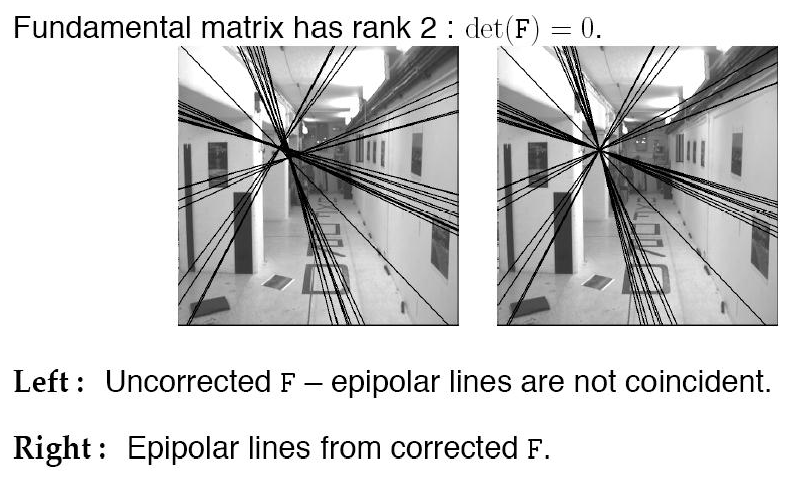 Fundamental matrix has rank 2 : det(F) = 0.
Left : Uncorrected F – epipolar lines are not coincident.
Right : Epipolar lines from corrected F.